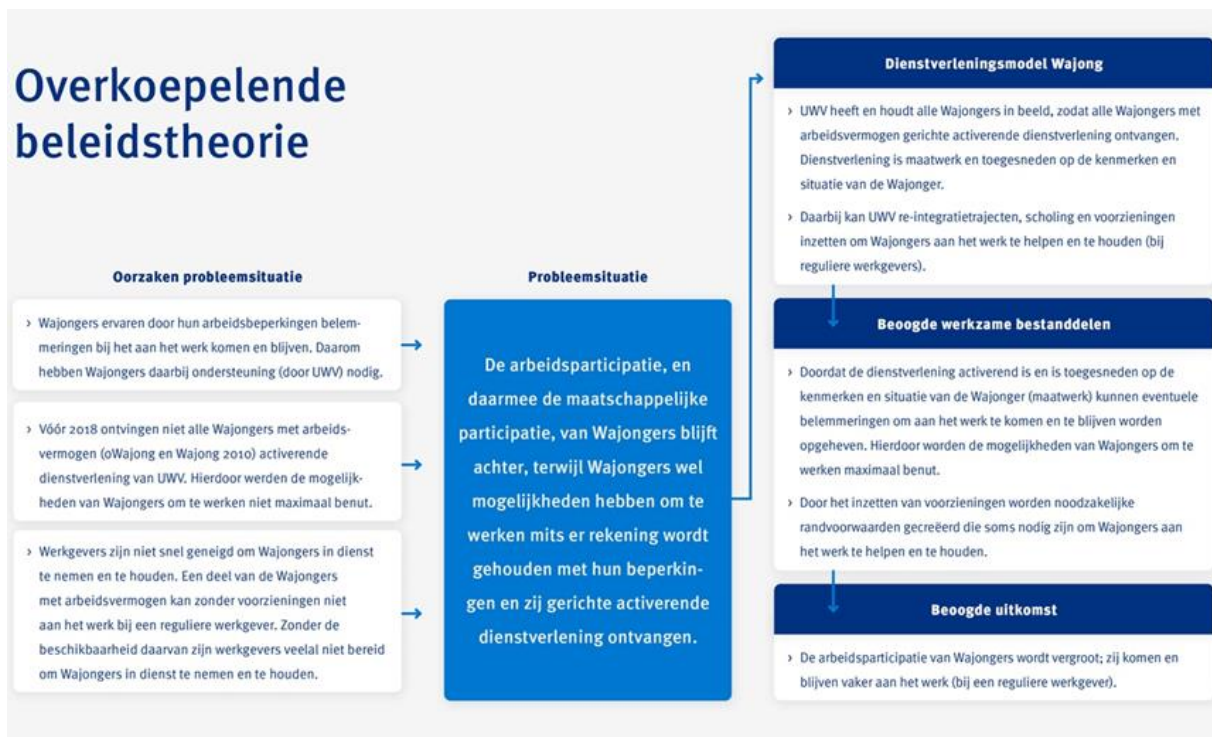 Overkoepelende
beleidstheorie
Oorzaken probleemsituatie
› Wajongers ervaren door hun arbeidsbeperkingen belem-
meringen bij het aan het werk komen en blijven. Daarom
hebben Wajongers daarbij ondersteuning (door UWV) nodig.
› Vóór 2018 ontvingen niet alle Wajongers met arbeids-
vermogen (oWajong en Wajong 2010) activerende
dienstverlening van UWV. Hierdoor werden de mogelijk-
heden van Wajongers om te werken niet maximaal benut.
› Werkgevers zijn niet snel geneigd om Wajongers in dienst
te nemen en te houden. Een deel van de Wajongers
met arbeidsvermogen kan zonder voorzieningen niet
aan het werk bij een reguliere werkgever. Zonder de
beschikbaarheid daarvan zijn werkgevers veelal niet bereid
om Wajongers in dienst te nemen en te houden.
Probleemsituatie
De arbeidsparticipatie, en
daarmee de maatschappelijke
participatie, van Wajongers blijft
achter, terwijl Wajongers wel
mogelijkheden hebben om te
werken mits er rekening wordt
gehouden met hun beperkin-
gen en zij gerichte activerende
dienstverlening ontvangen.
Dienstverleningsmodel Wajong
› UWV heeft en houdt alle Wajongers in beeld, zodat alle Wajongers met
arbeidsvermogen gerichte activerende dienstverlening ontvangen.
Dienstverlening is maatwerk en toegesneden op de kenmerken en
situatie van de Wajonger.
› Daarbij kan UWV re-integratietrajecten, scholing en voorzieningen
inzetten om Wajongers aan het werk te helpen en te houden (bij
reguliere werkgevers).
Beoogde werkzame bestanddelen
› Doordat de dienstverlening activerend is en is toegesneden op de
kenmerken en situatie van de Wajonger (maatwerk) kunnen eventuele
belemmeringen om aan het werk te komen en te blijven worden
opgeheven. Hierdoor worden de mogelijkheden van Wajongers om te
werken maximaal benut.
› Door het inzetten van voorzieningen worden noodzakelijke
randvoorwaarden gecreëerd die soms nodig zijn om Wajongers aan
het werk te helpen en te houden.
Beoogde uitkomst
› De arbeidsparticipatie van Wajongers wordt vergroot; zij komen en
blijven vaker aan het werk (bij een reguliere werkgever).